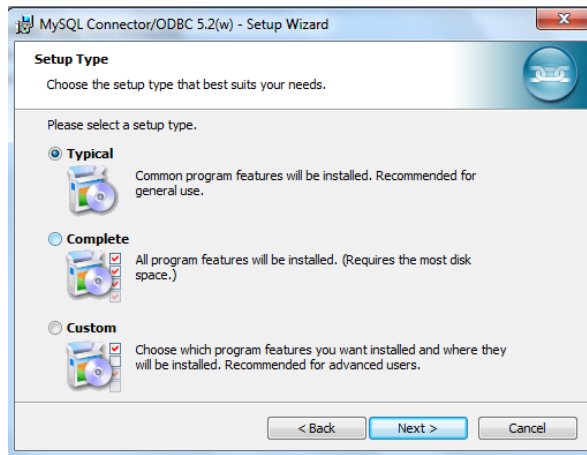 MySQL Connector/ODBC 5.2(w) - Setup Wizard
Setup Type
Choose the setup type that best suits your needs.
Please select a setup type.
Typical
Common program features will be installed. Recommended for
general use.
Complete
All program features will be installed. (Requires the most disk
space.)
Custom
Choose which program features you want installed and where they
will be installed. Recommended for advanced users.
< Back Next > Cancel